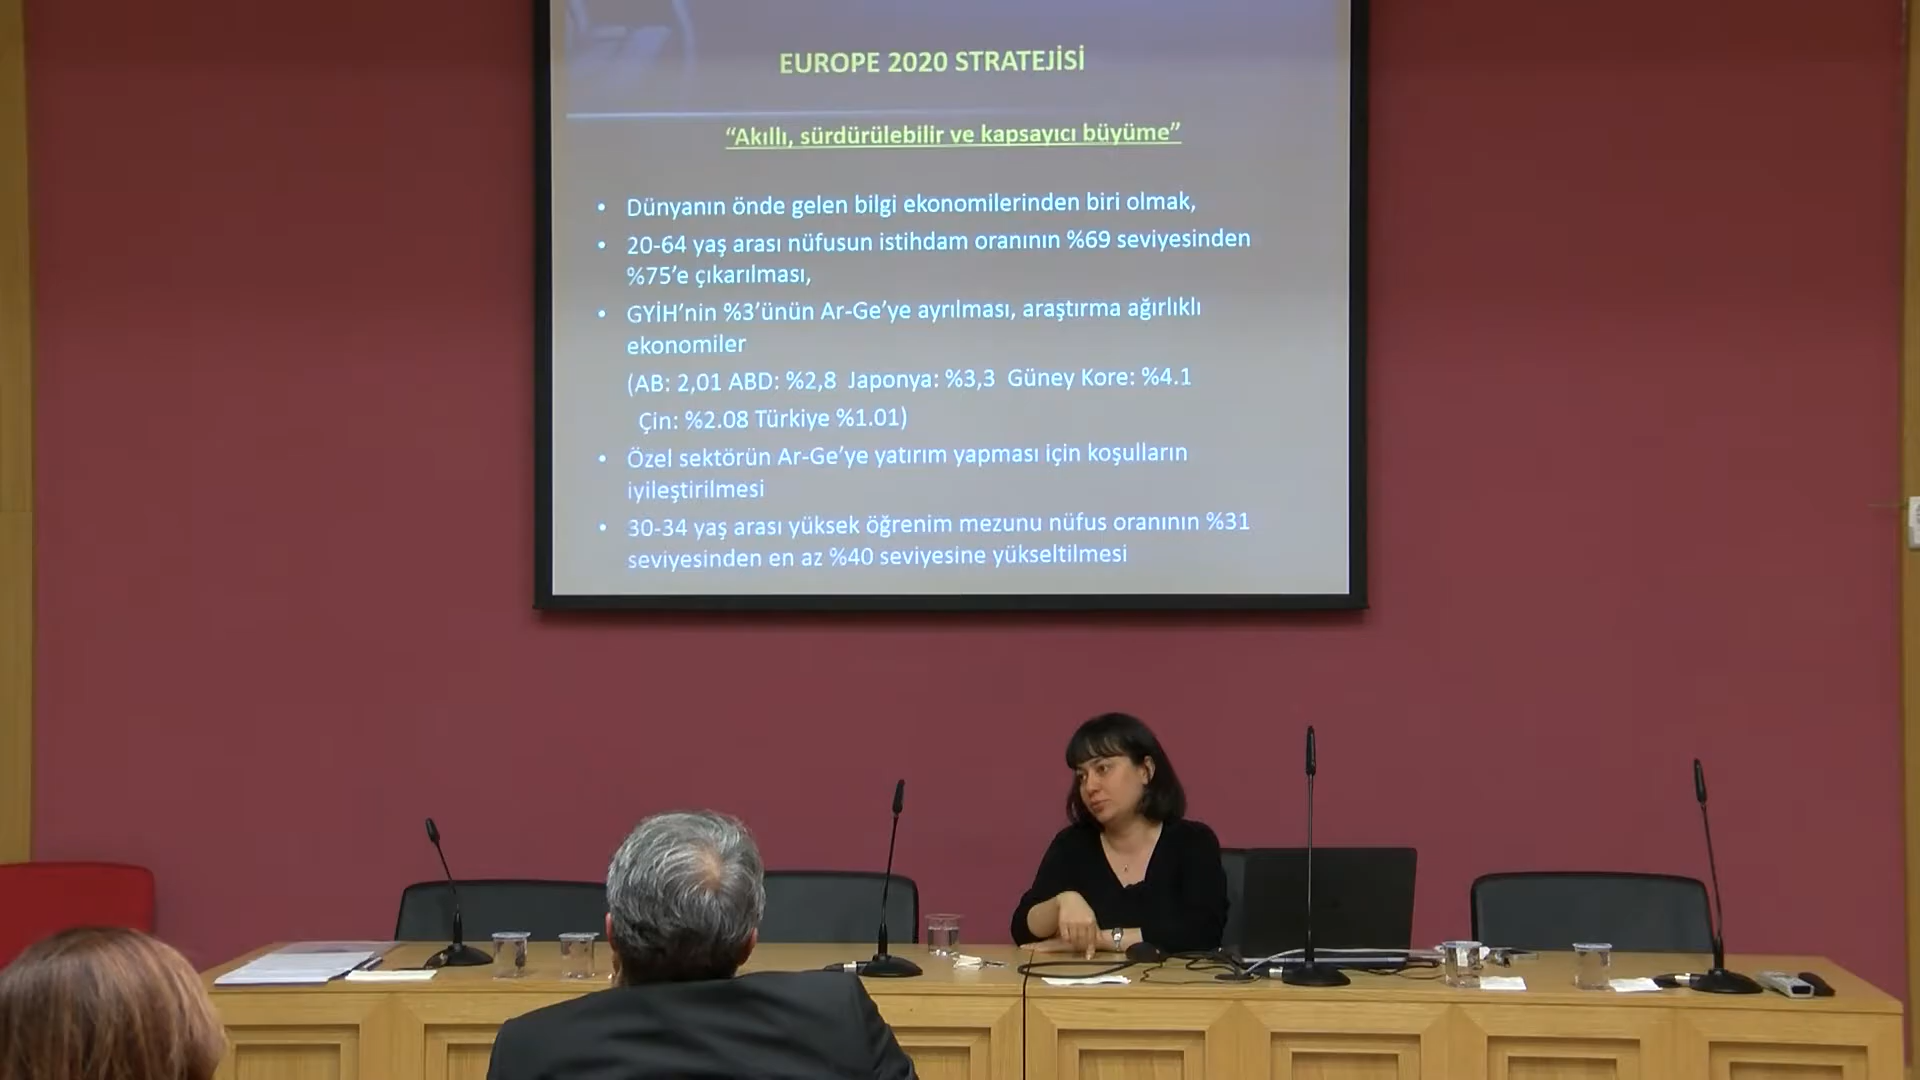 EUROPE 2020 STRATEJİSİ
“Akıllı, sürdürülebilir ve kapsayıcı büyüme”
• Dünyanın önde gelen bilgi ekonomilerinden biri olmak,
• 20-64 yaş arası nüfusun istihdam oranının %69 seviyesinden
%75’e çıkarılması,
• GYİH’nin %3’ünün Ar-Ge’ye ayrılması, araştırma ağırlıklı
ekonomiler
(AB: 2,01 ABD: %2,8 Japonya: %3,3 Güney Kore: %4.1
Çin: %2.08 Türkiye %1.01)
• Özel sektörün Ar-Ge’ye yatırım yapması için koşulların
iyileştirilmesi
• 30-34 yaş arası yüksek öğrenim mezunu nüfus oranının %31
seviyesinden en az %40 seviyesine yükseltilmesi